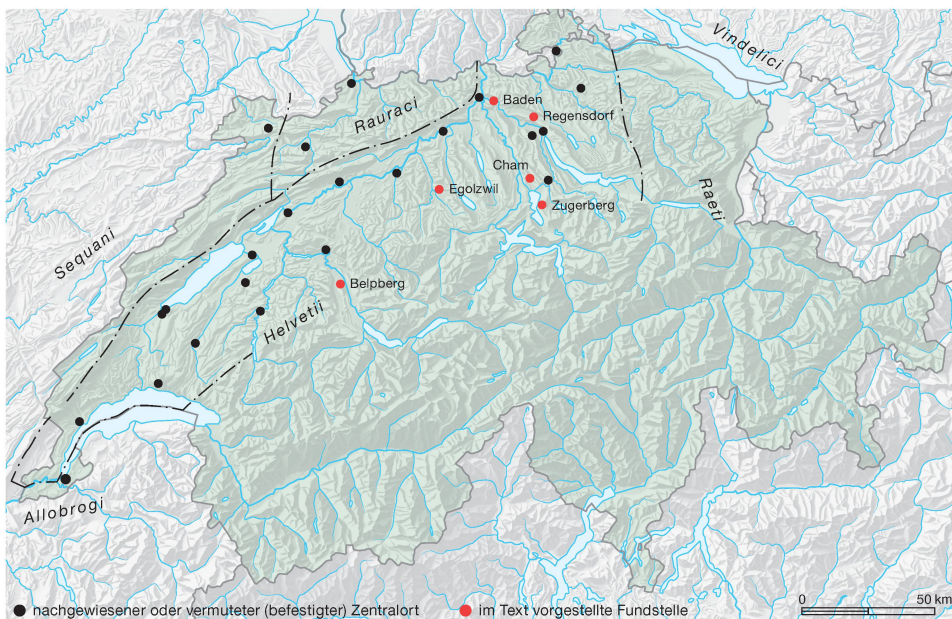 Vindelici
Rauraci
Baden
Regensdorf
Cham
Egolzwil
Zugerberg
Raeti
Sequani
Belpberg
Helvetii
Allobrogi
nachgewiesener oder vermuteter (befestigter) Zentralort
im Text vorgestellte Fundstelle
0 50 km